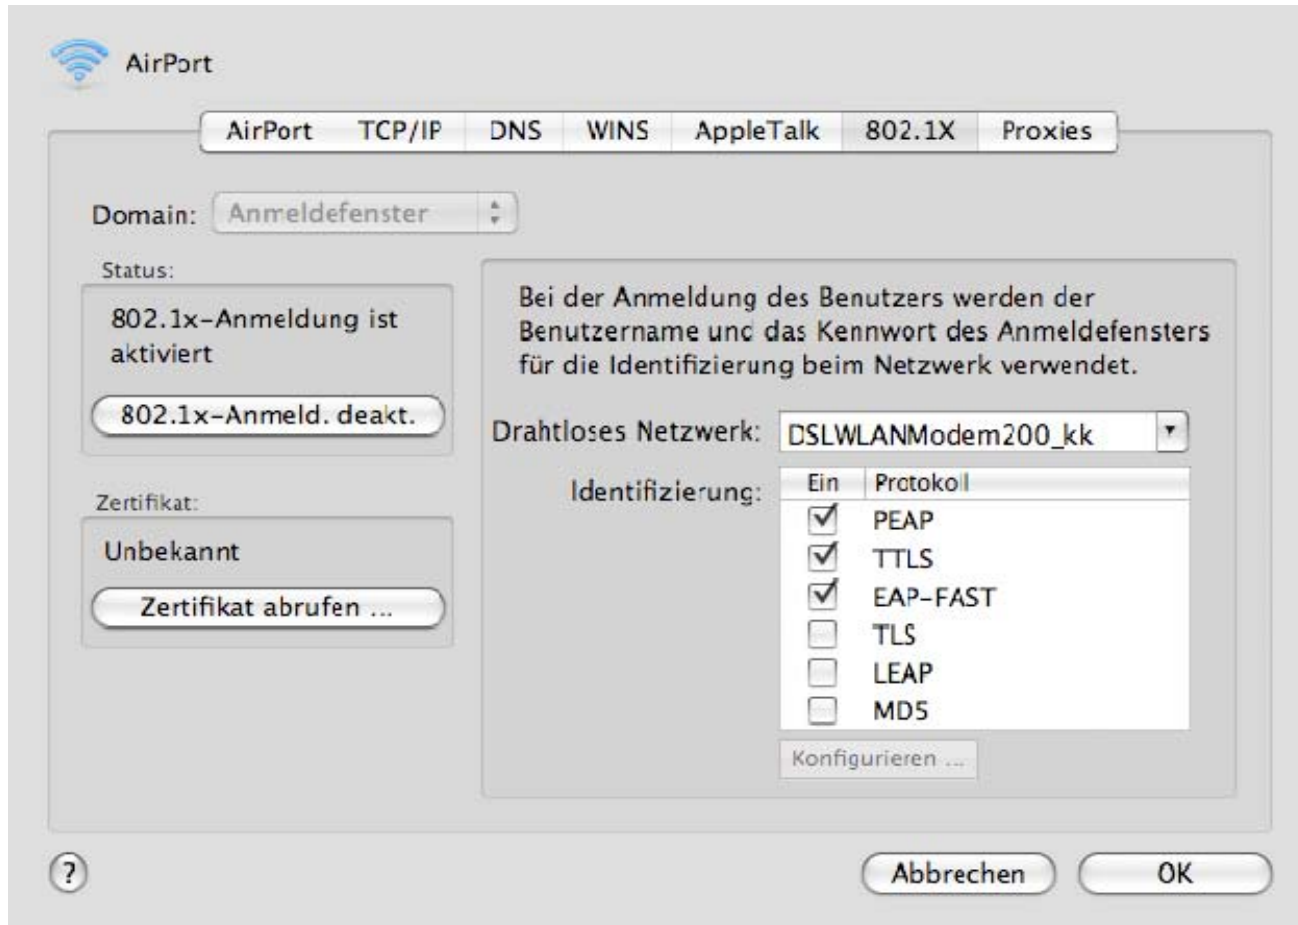 AirPort
AirPort TCP/IP DNS WINS AppleTalk 802.1X Proxies
Domain: Anmeldefenster
Status:
802.1x-Anmeldung ist
aktiviert
802.1x-Anmeld. deakt.
Zertifikat:
Unbekannt
Zertifikat abrufen ...
Bei der Anmeldung des Benutzers werden der
Benutzername und das Kennwort des Anmeldefensters
für die Identifizierung beim Netzwerk verwendet.
Drahtloses Netzwerk: DSLWLANModem200_kk
Identifizierung:
Ein Protokoll
PEAP
TTLS
EAP-FAST
TLS
LEAP
MD5
Konfigurieren ...
?
Abbrechen
OK